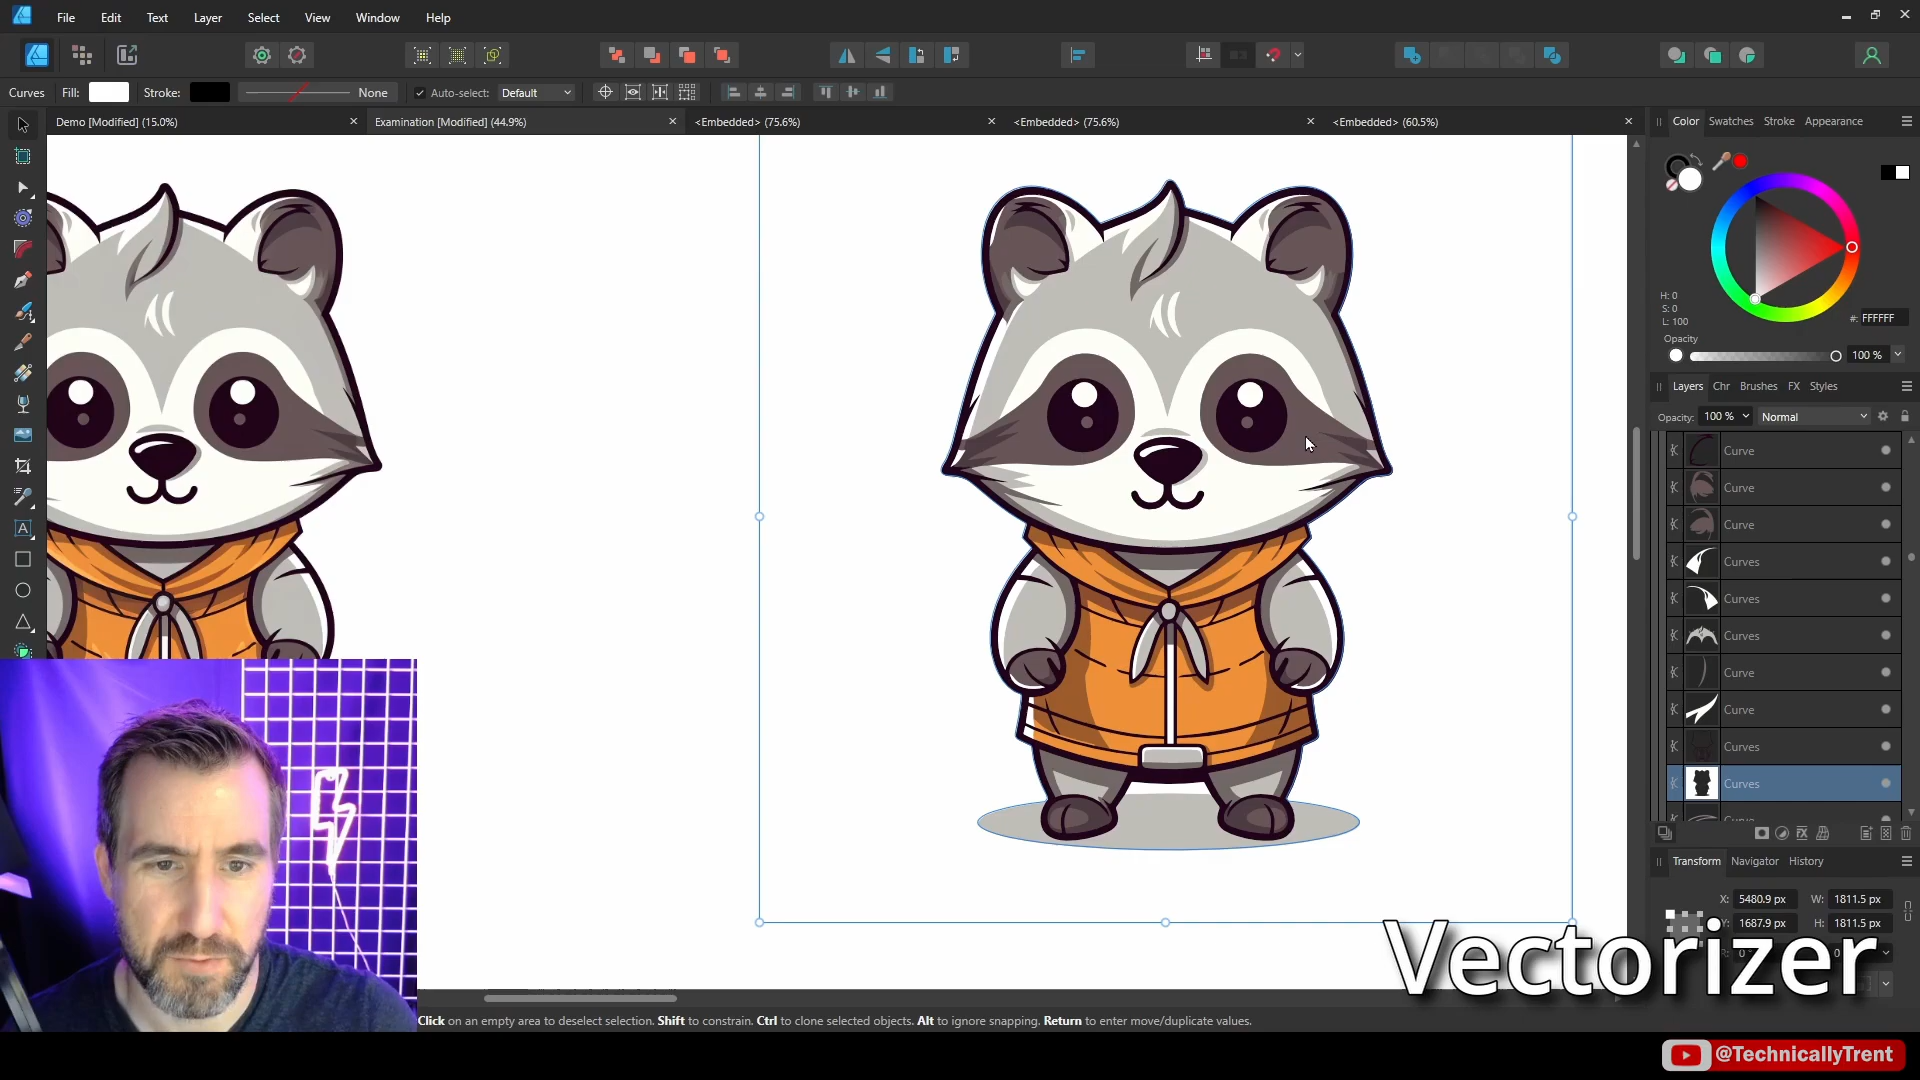 File Edit Text Layer Select View Window Help
Curves Fill: Stroke: None Auto-select: Default
Demo [Modified] (15.0%) Examination [Modified] (44.9%) <Embedded> (75.6%) <Embedded> (75.6%) <Embedded> (60.5%)
Color Swatches Stroke Appearance
H: 0
S: 0
L: 100
#: FFFFFF
Opacity
100 %
Layers Chr Brushes FX Styles
Opacity: 100 % Normal
Curve
Curve
Curve
Curves
Curves
Curves
Curve
Curve
Curves
Curves
Transform Navigator History
X: 5480.9 px W: 1811.5 px
Y: 1687.9 px H: 1811.5 px
Vectorizer
Click on an empty area to deselect selection. Shift to constrain. Ctrl to clone selected objects. Alt to ignore snapping. Return to enter move/duplicate values.
@TechnicallyTrent